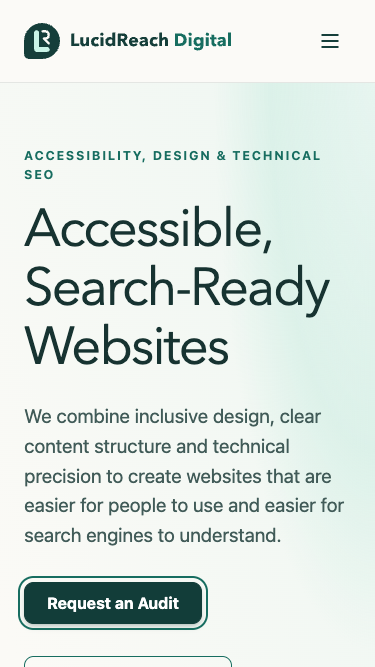 LucidReach Digital
ACCESSIBILITY, DESIGN & TECHNICAL
SEO
Accessible,
Search-Ready
Websites
We combine inclusive design, clear
content structure and technical
precision to create websites that are
easier for people to use and easier for
search engines to understand.
Request an Audit